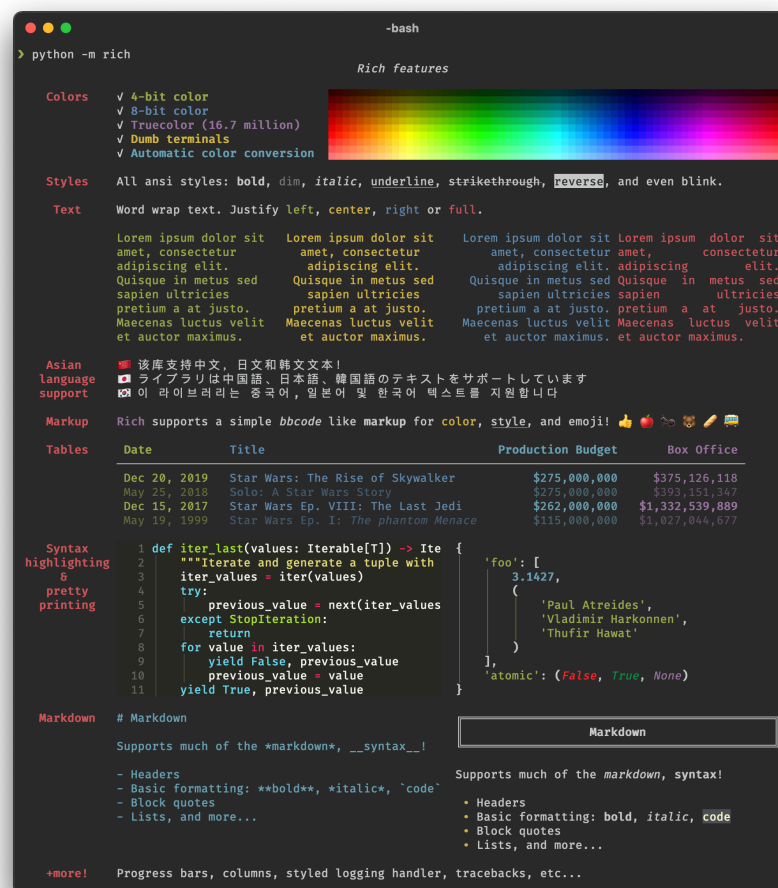 -bash
❯ python -m rich
Rich features
Colors
√ 4-bit color
√ 8-bit color
√ Truecolor (16.7 million)
√ Dumb terminals
√ Automatic color conversion
Styles All ansi styles: bold, dim, italic, underline, strikethrough, reverse, and even blink.
Text Word wrap text. Justify left, center, right or full.
Lorem ipsum dolor sit
amet, consectetur
adipiscing elit.
Quisque in metus sed
sapien ultricies
pretium a at justo.
Maecenas luctus velit
et auctor maximus.
Lorem ipsum dolor sit
amet, consectetur
adipiscing elit.
Quisque in metus sed
sapien ultricies
pretium a at justo.
Maecenas luctus velit
et auctor maximus.
Lorem ipsum dolor sit
amet, consectetur
adipiscing elit.
Quisque in metus sed
sapien ultricies
pretium a at justo.
Maecenas luctus velit
et auctor maximus.
Lorem ipsum dolor sit
amet, consectetur
adipiscing elit.
Quisque in metus sed
sapien ultricies
pretium a at justo.
Maecenas luctus velit
et auctor maximus.
Asian
language
support
🇨🇳 该库支持中文, 日文和韩文文本!
🇯🇵 ライブラリは中国語、日本語、韓国語のテキストをサポートしています
🇰🇷 이 라이브러리는 중국어, 일본어 및 한국어 텍스트를 지원합니다
Markup Rich supports a simple bbcode like markup for color, style, and emoji! 👍 🍎 🐜 🐻 🥖 🚌
Tables
Date Title Production Budget Box Office
Dec 20, 2019 Star Wars: The Rise of Skywalker $275,000,000 $375,126,118
May 25, 2018 Solo: A Star Wars Story $275,000,000 $393,151,347
Dec 15, 2017 Star Wars Ep. VIII: The Last Jedi $262,000,000 $1,332,539,889
May 19, 1999 Star Wars Ep. I: The phantom Menace $115,000,000 $1,027,044,677
Syntax
highlighting
&
pretty
printing
1 def iter_last(values: Iterable[T]) -> Ite
2 """Iterate and generate a tuple with
3 iter_values = iter(values)
4 try:
5 previous_value = next(iter_values
6 except StopIteration:
7 return
8 for value in iter_values:
9 yield False, previous_value
10 previous_value = value
11 yield True, previous_value
{
'foo': [
3.1427,
(
'Paul Atreides',
'Vladimir Harkonnen',
'Thufir Hawat'
)
],
'atomic': (False, True, None)
}
Markdown
# Markdown
Supports much of the *markdown*, __syntax__!
- Headers
- Basic formatting: **bold**, *italic*, `code`
- Block quotes
- Lists, and more...
Markdown
Supports much of the markdown, syntax!
• Headers
• Basic formatting: bold, italic, code
• Block quotes
• Lists, and more...
+more! Progress bars, columns, styled logging handler, tracebacks, etc...